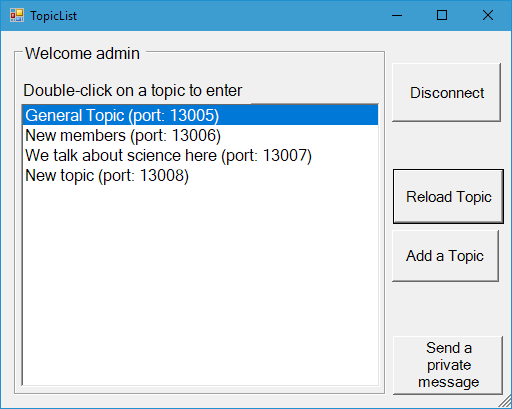 TopicList
Welcome admin
Double-click on a topic to enter
General Topic (port: 13005)
New members (port: 13006)
We talk about science here (port: 13007)
New topic (port: 13008)
Disconnect
Reload Topic
Add a Topic
Send a
private
message